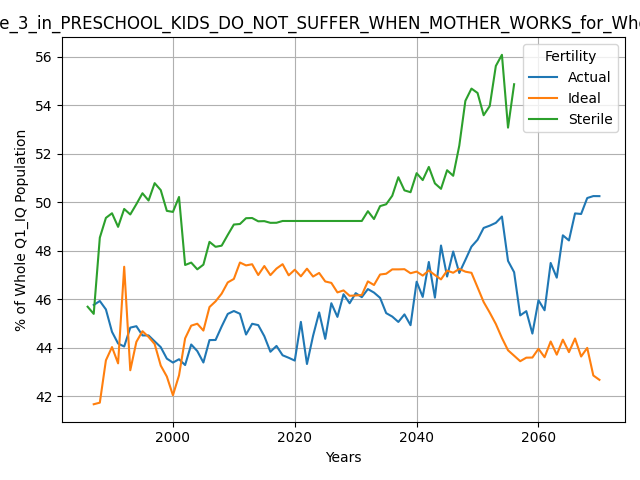 e_3_in_PRESCHOOL_KIDS_DO_NOT_SUFFER_WHEN_MOTHER_WORKS_for_Who
Fertility
Actual
Ideal
Sterile
% of Whole Q1_IQ Population
56
54
52
50
48
46
44
42
2000
2020
2040
2060
Years